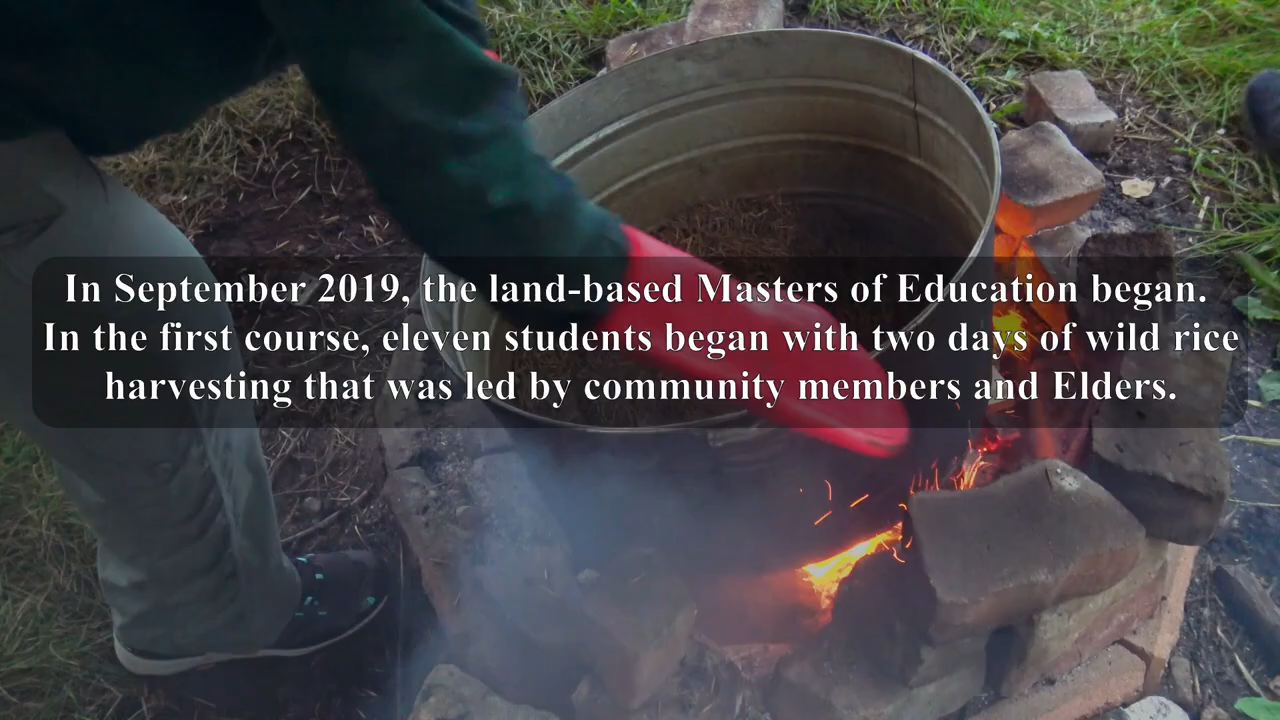 In September 2019, the land-based Masters of Education began.
In the first course, eleven students began with two days of wild rice
harvesting that was led by community members and Elders.